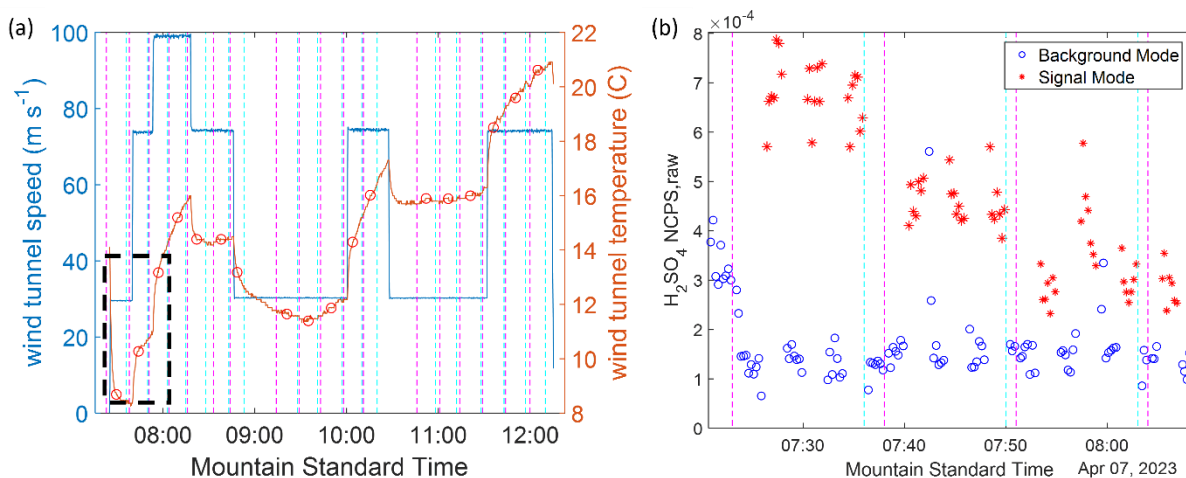 (a)
100
80
60
40
20
0
wind tunnel speed (m s⁻¹)
22
20
18
16
14
12
10
8
wind tunnel temperature (C)
08:00 09:00 10:00 11:00 12:00
Mountain Standard Time
(b)
×10⁻⁴
8
7
6
5
4
3
2
1
0
H₂SO₄ NCPS,raw
Background Mode
Signal Mode
07:30 07:40 07:50 08:00
Mountain Standard Time Apr 07, 2023